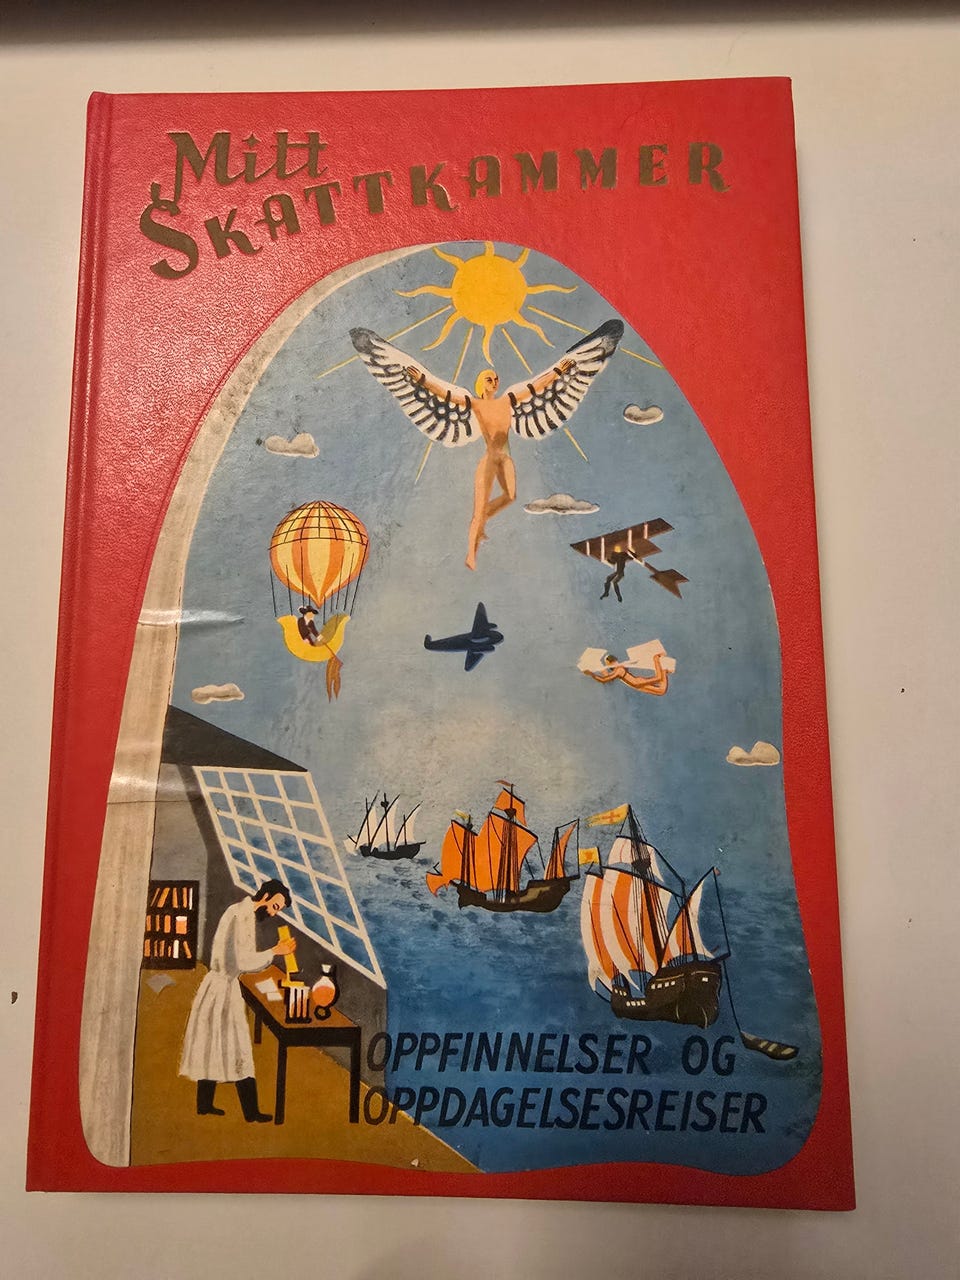 Mitt
SKATTKAMMER
OPPFINNELSER OG
OPPDAGELSESREISER